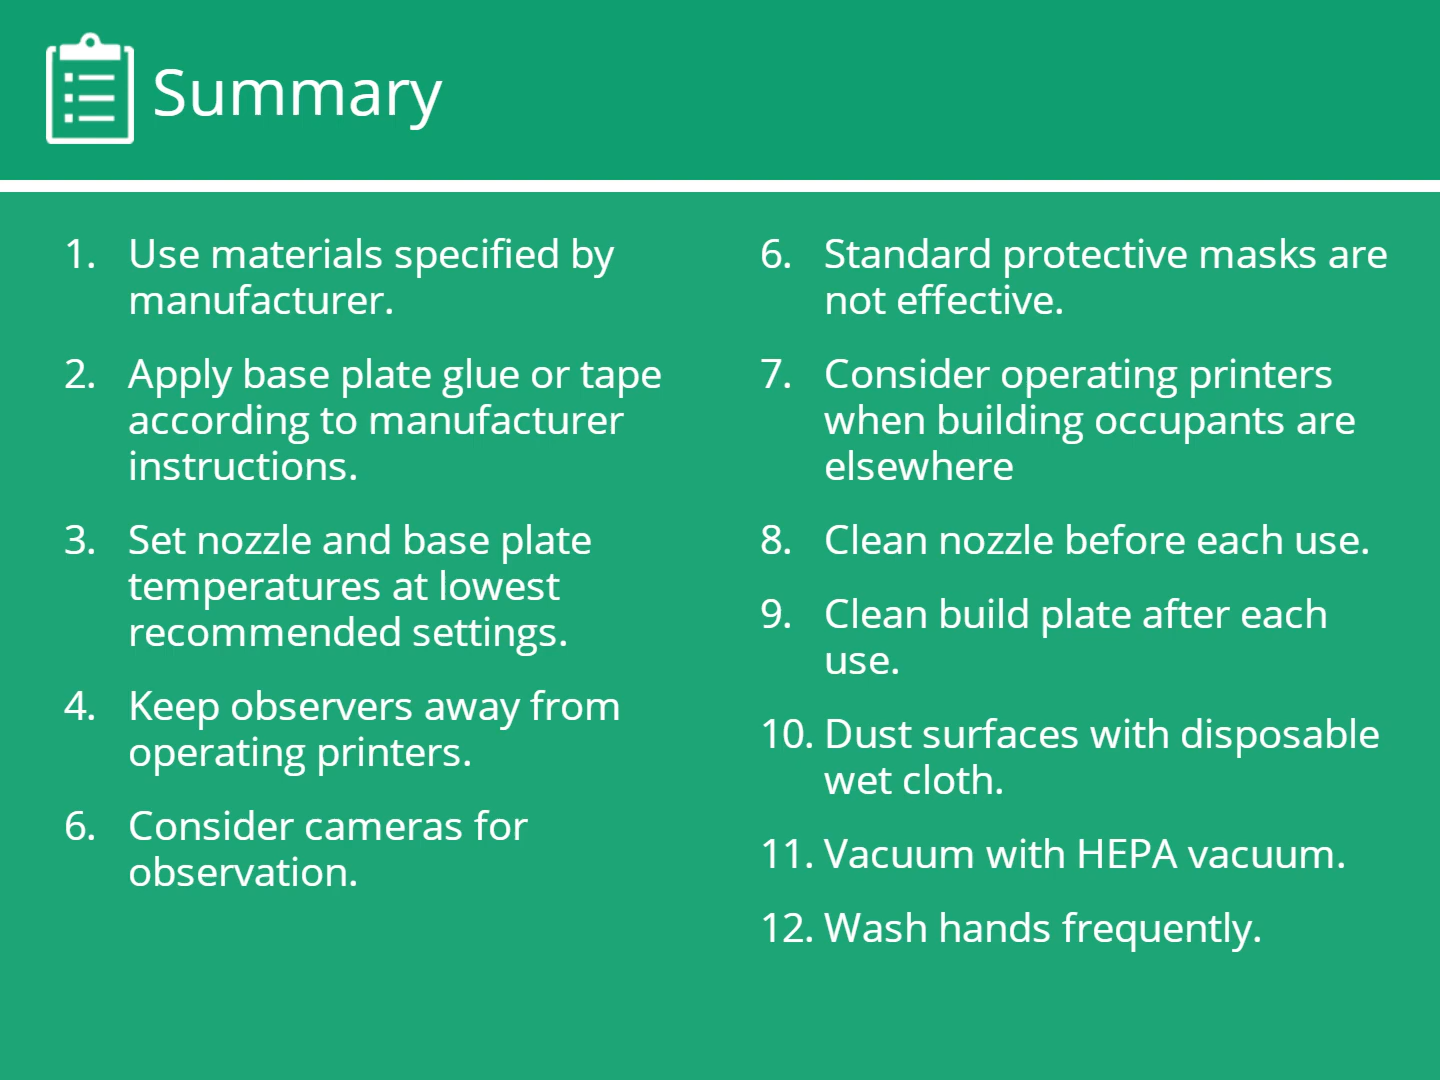 Summary
1. Use materials specified by
manufacturer.
2. Apply base plate glue or tape
according to manufacturer
instructions.
3. Set nozzle and base plate
temperatures at lowest
recommended settings.
4. Keep observers away from
operating printers.
6. Consider cameras for
observation.
6. Standard protective masks are
not effective.
7. Consider operating printers
when building occupants are
elsewhere
8. Clean nozzle before each use.
9. Clean build plate after each
use.
10. Dust surfaces with disposable
wet cloth.
11. Vacuum with HEPA vacuum.
12. Wash hands frequently.